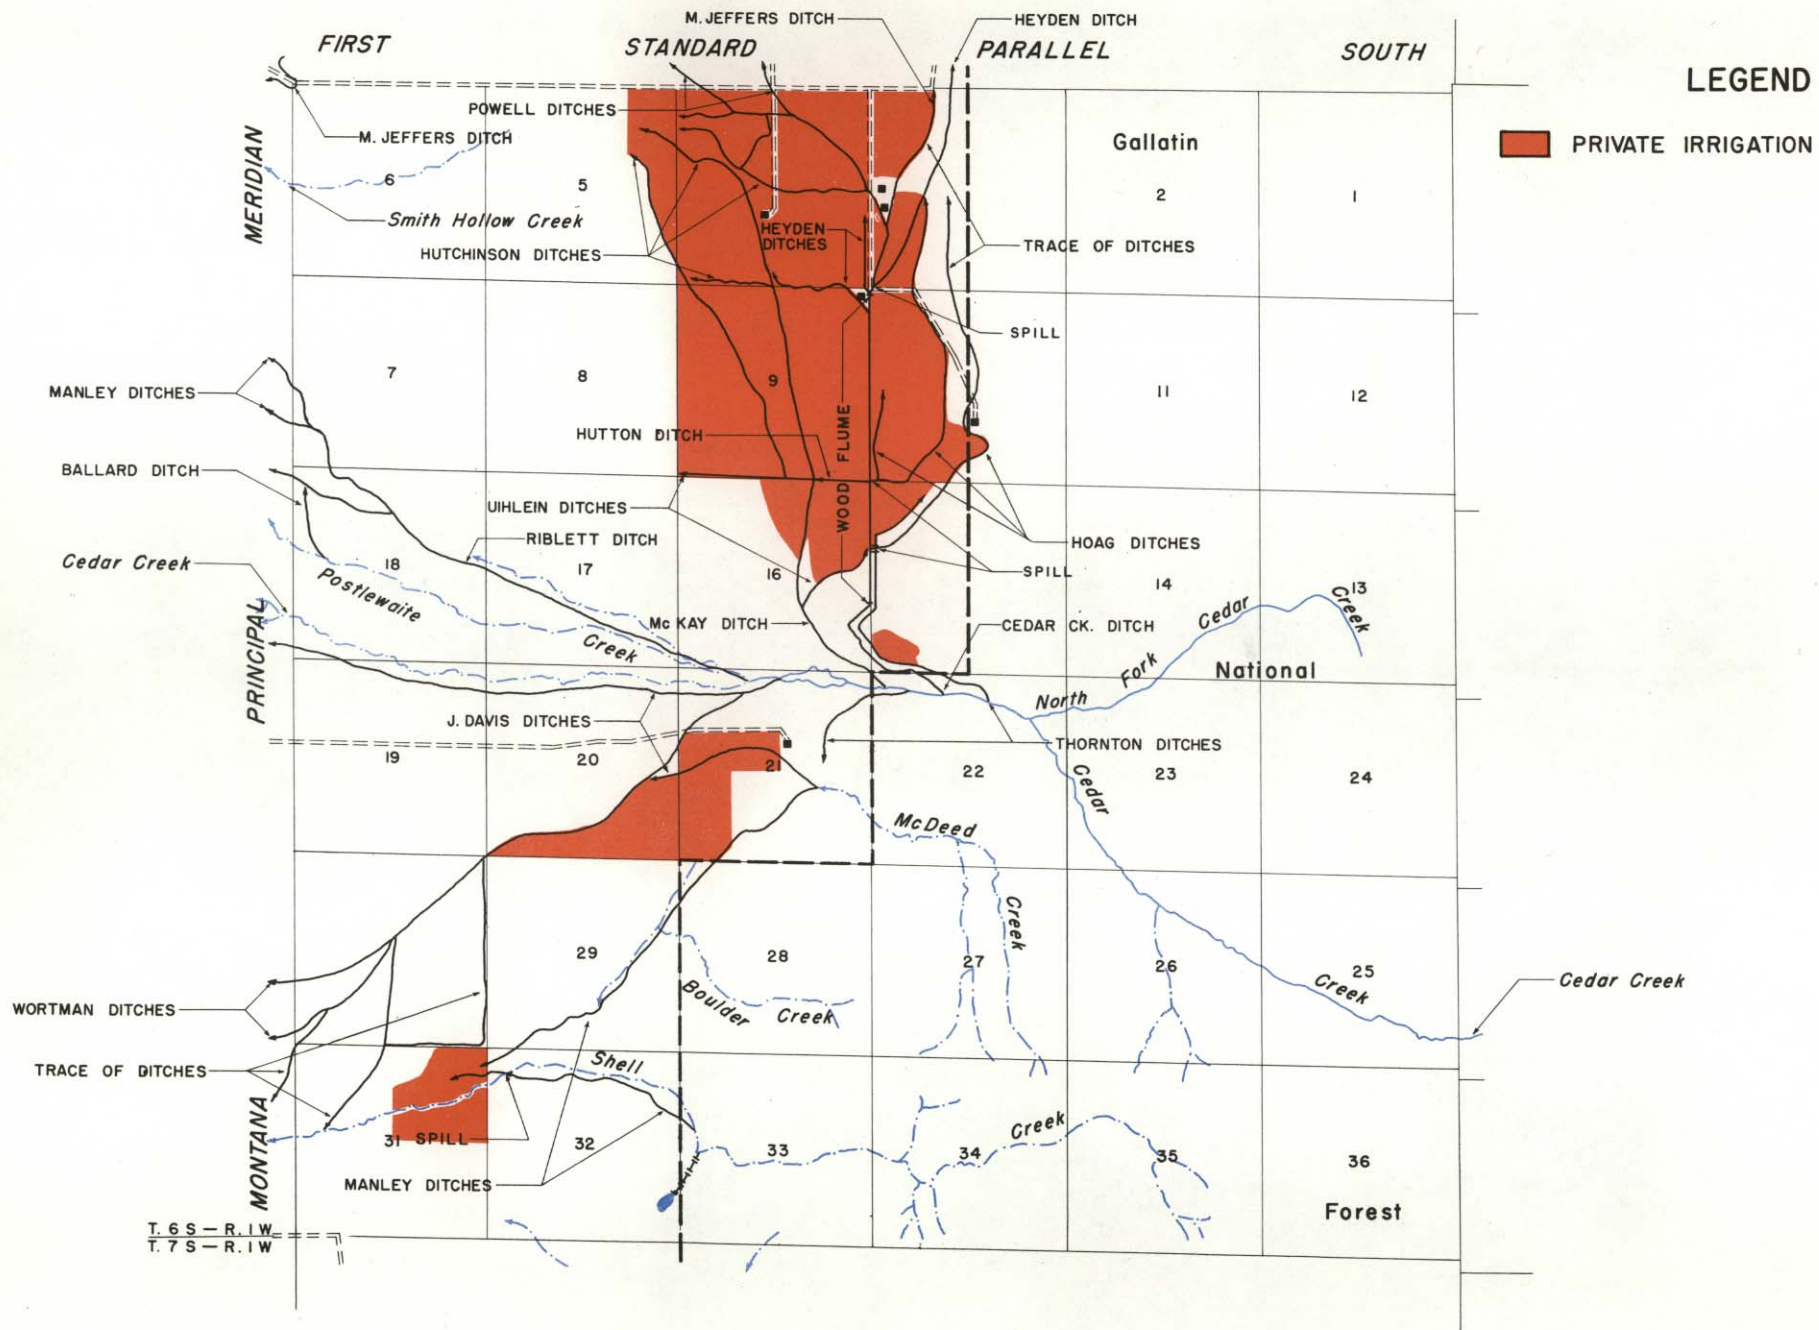 M. JEFFERS DITCH
HEYDEN DITCH
FIRST
STANDARD
PARALLEL
SOUTH
LEGEND
PRIVATE IRRIGATION
POWELL DITCHES
M. JEFFERS DITCH
MERIDIAN
Gallatin
6
5
2
1
Smith Hollow Creek
HEYDEN
DITCHES
HUTCHINSON DITCHES
TRACE OF DITCHES
SPILL
7
8
9
11
12
MANLEY DITCHES
HUTTON DITCH
WOOD FLUME
BALLARD DITCH
UIHLEIN DITCHES
RIBLETT DITCH
HOAG DITCHES
Cedar Creek
18
17
16
SPILL
14
13
Postlewaite
Creek
McKAY DITCH
CEDAR CK. DITCH
North
Fork
Cedar
Creek
National
PRINCIPAL
J. DAVIS DITCHES
THORNTON DITCHES
19
20
21
22
23
24
Cedar
McDeed
Creek
29
28
27
26
25
Creek
Cedar Creek
Boulder
Creek
WORTMAN DITCHES
TRACE OF DITCHES
Shell
MONTANA
31
SPILL
32
33
34
Creek
35
36
MANLEY DITCHES
Forest
T. 6 S – R. 1 W
T. 7 S – R. 1 W